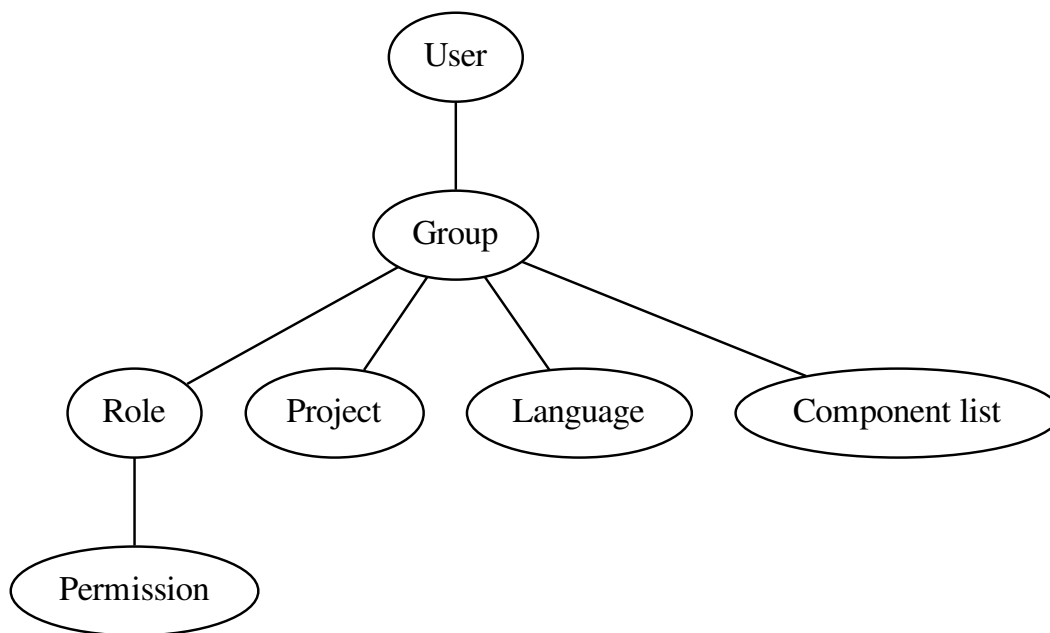 User
Group
Role
Project
Language
Component list
Permission